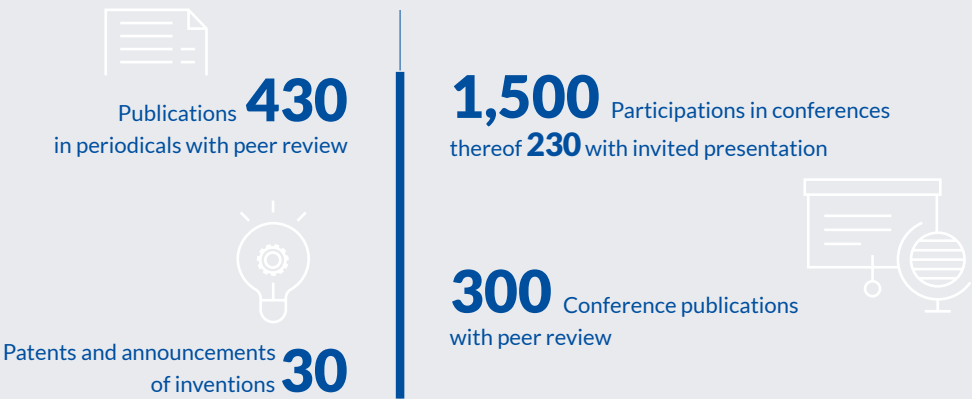 Publications 430
in periodicals with peer review
1,500 Participations in conferences
thereof 230 with invited presentation
300 Conference publications
with peer review
Patents and announcements
of inventions 30